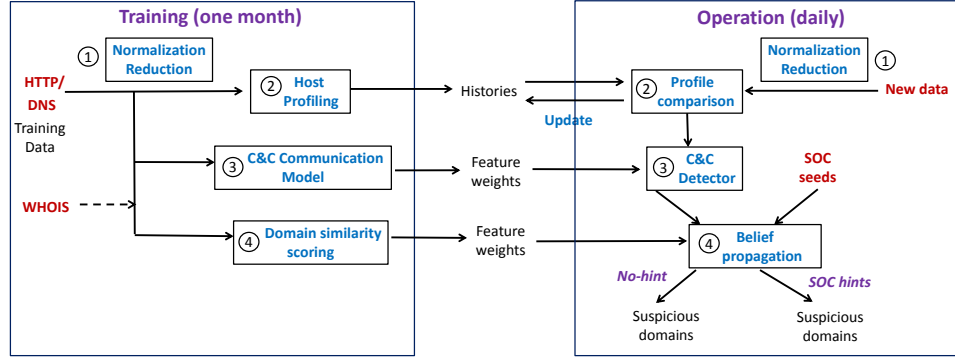 Training (one month)
1
Normalization
Reduction
HTTP/
DNS
Training
Data
2
Host
Profiling
3
C&C Communication
Model
WHOIS
4
Domain similarity
scoring
Histories
Update
Feature
weights
Feature
weights
Operation (daily)
Normalization
Reduction
1
2
Profile
comparison
New data
3
C&C
Detector
SOC
seeds
4
Belief
propagation
No-hint
SOC hints
Suspicious
domains
Suspicious
domains